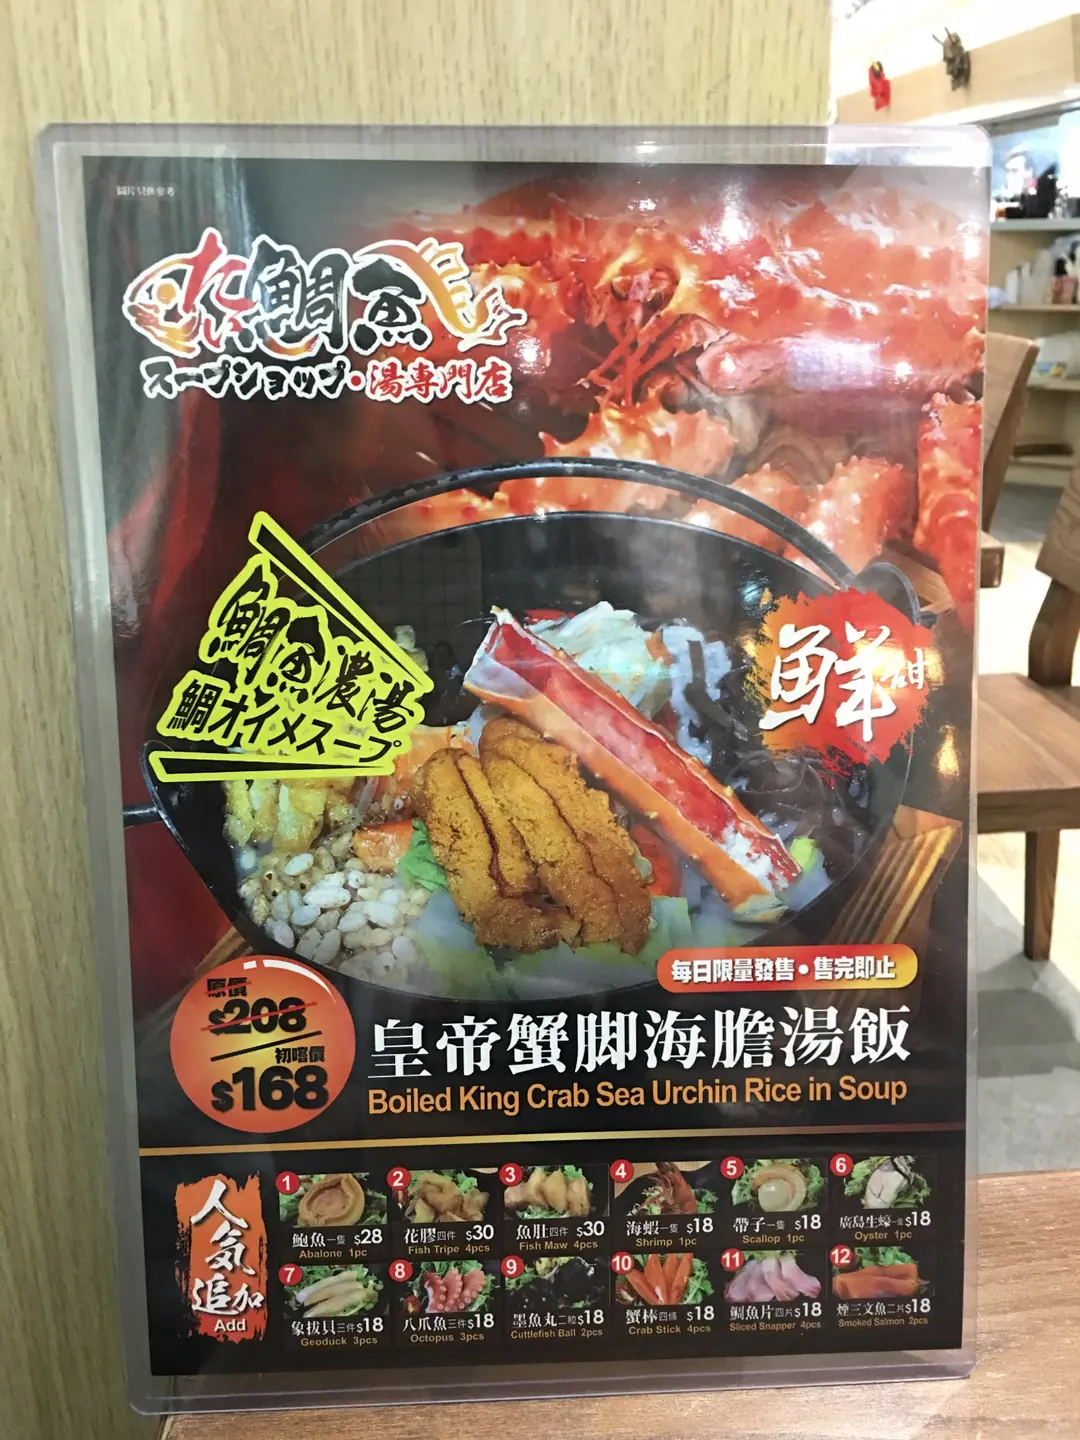 圖片只供參考
たい鯛魚
スープショップ・湯専門店
鯛魚濃湯
鯛オイメスープ
鮮甜
每日限量發售・售完即止
原價
$208
初嚐價
$168
皇帝蟹脚海膽湯飯
Boiled King Crab Sea Urchin Rice in Soup
人氣追加
Add
1
鮑魚一隻 $28
Abalone 1pc
2
花膠四件 $30
Fish Tripe 4pcs
3
魚肚四件 $30
Fish Maw 4pcs
4
海蝦一隻 $18
Shrimp 1pc
5
帶子一隻 $18
Scallop 1pc
6
廣島生蠔一隻 $18
Oyster 1pc
7
象拔貝三件 $18
Geoduck 3pcs
8
八爪魚三件 $18
Octopus 3pcs
9
墨魚丸二粒 $18
Cuttlefish Ball 2pcs
10
蟹棒四條 $18
Crab Stick 4pcs
11
鯛魚片四片 $18
Sliced Snapper 4pcs
12
煙三文魚二片 $18
Smoked Salmon 2pcs